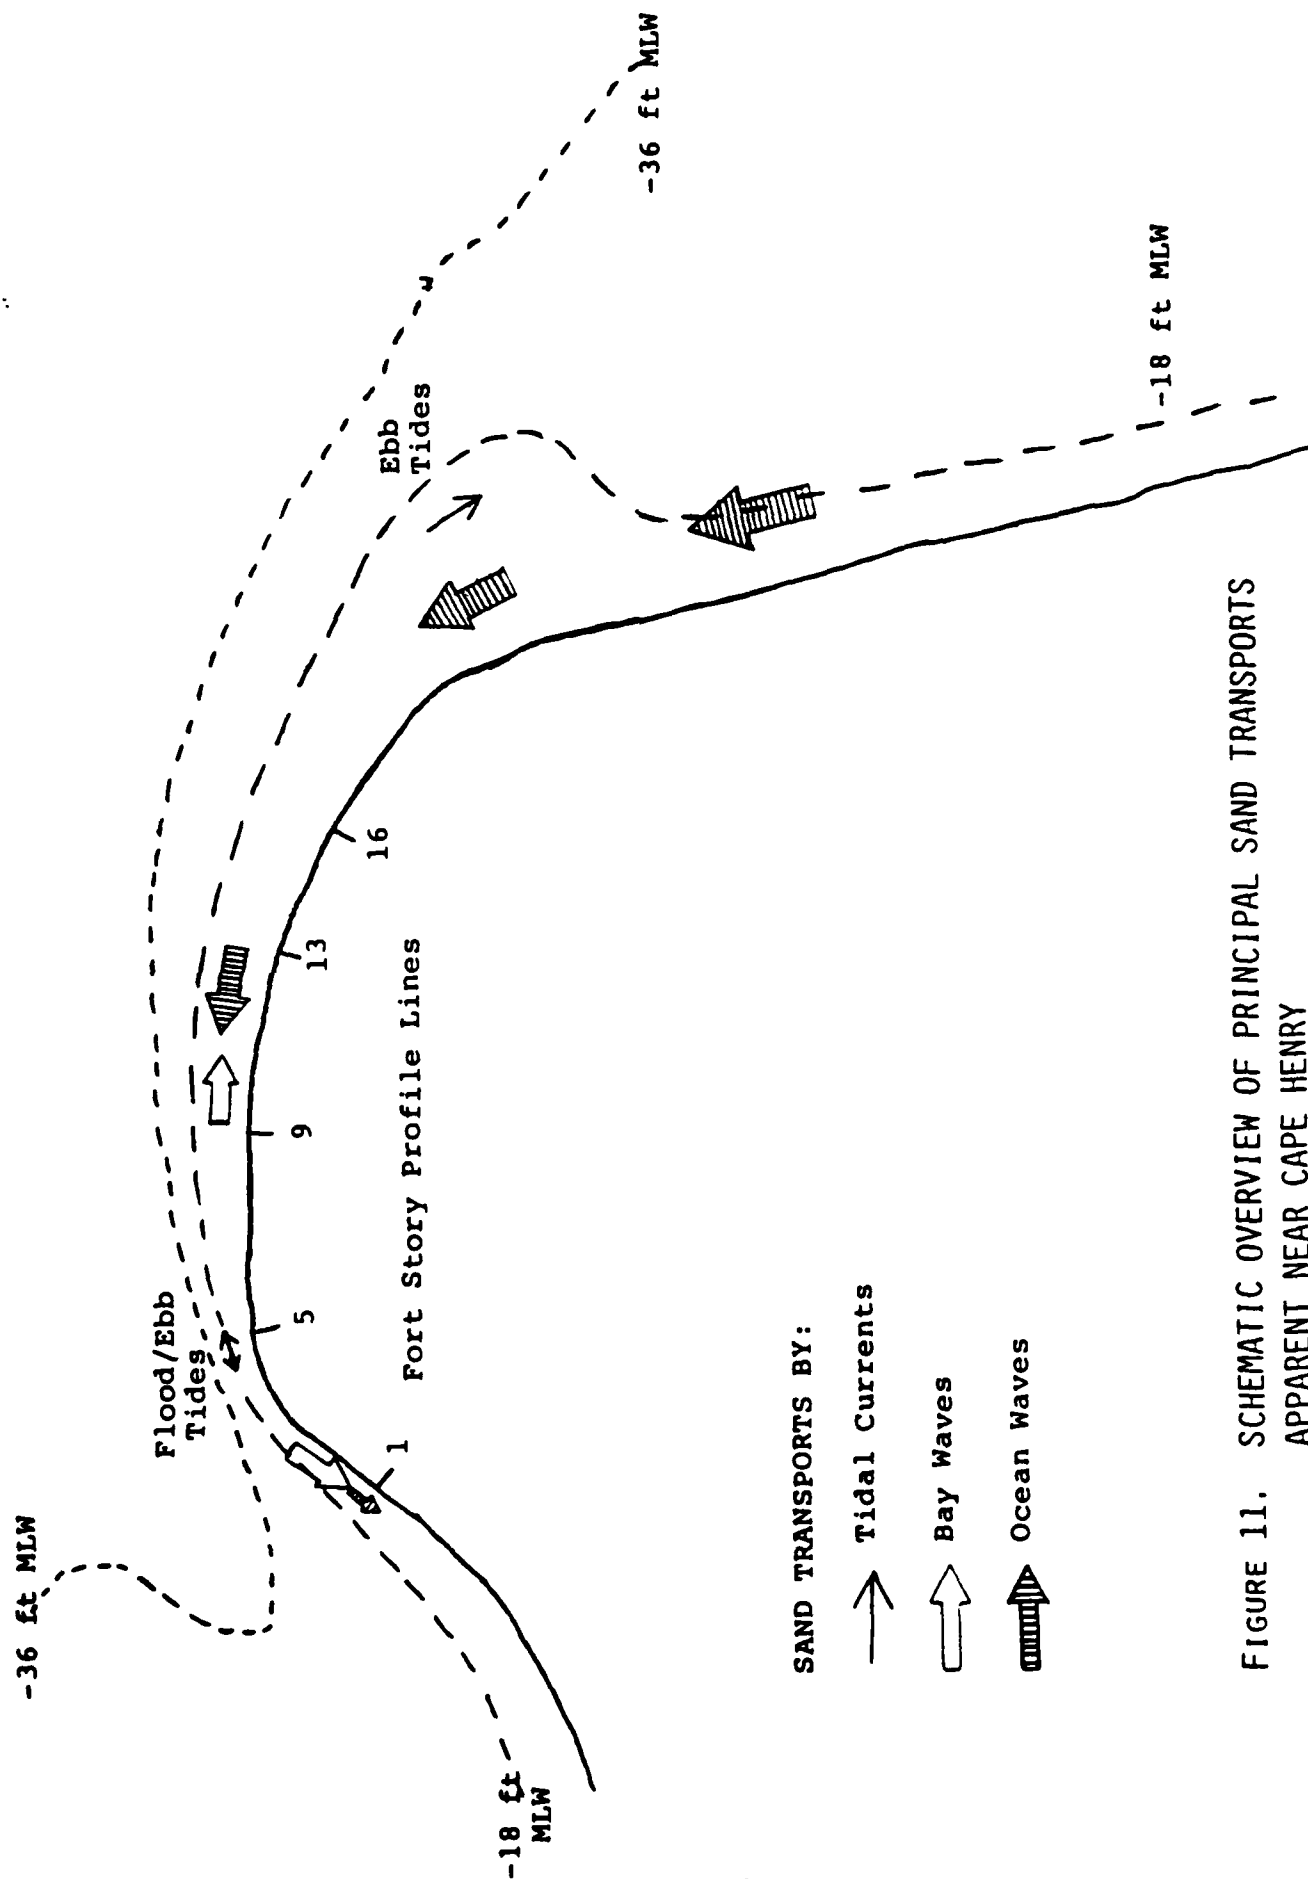 -36 ft MLW
-18 ft
MLW
Flood/Ebb
Tides
Ebb
Tides
-36 ft MLW
-18 ft MLW
1
5
9
13
16
Fort Story Profile Lines
SAND TRANSPORTS BY:
Tidal Currents
Bay Waves
Ocean Waves
FIGURE 11. SCHEMATIC OVERVIEW OF PRINCIPAL SAND TRANSPORTS
APPARENT NEAR CAPE HENRY